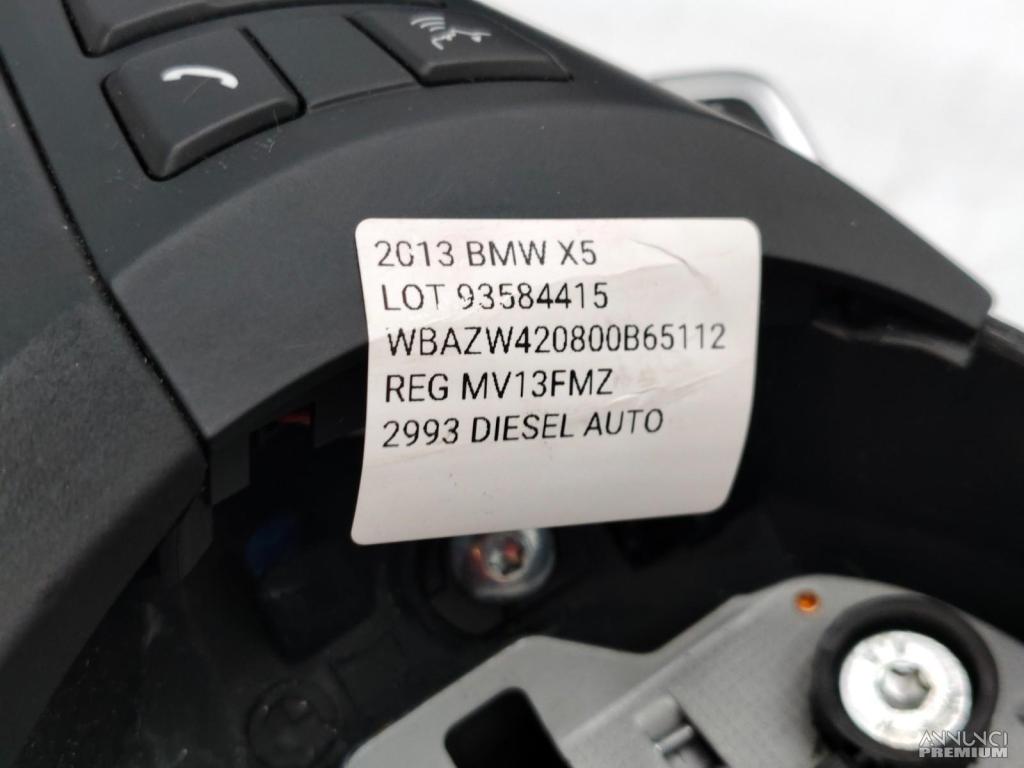 2013 BMW X5
LOT 93584415
WBAZW420800B65112
REG MV13FMZ
2993 DIESEL AUTO
ANNUNCI
PREMIUM